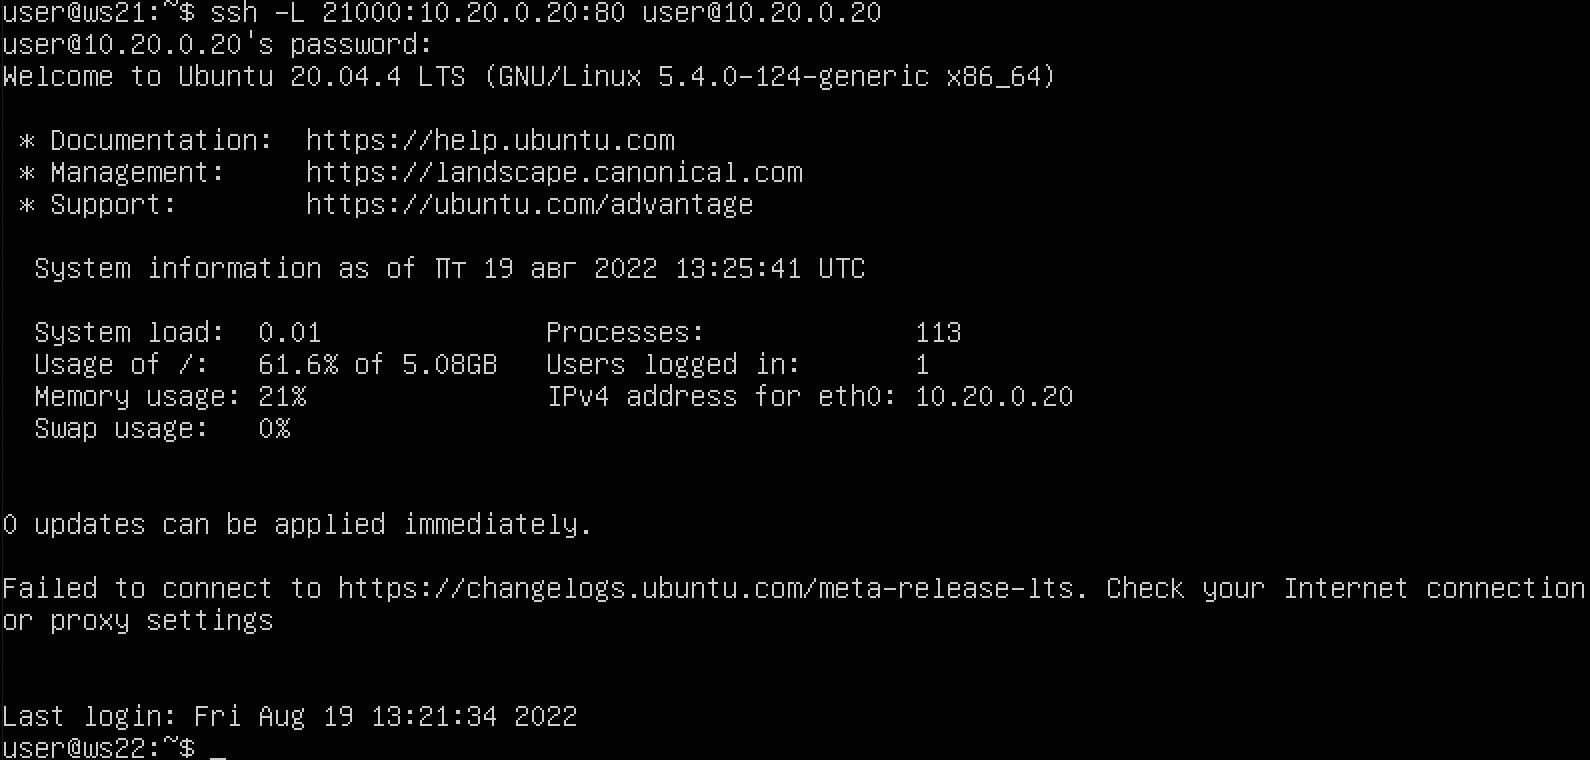 user@ws21:~$ ssh -L 21000:10.20.0.20:80 user@10.20.0.20
user@10.20.0.20's password:
Welcome to Ubuntu 20.04.4 LTS (GNU/Linux 5.4.0-124-generic x86_64)
* Documentation:  https://help.ubuntu.com
* Management:     https://landscape.canonical.com
* Support:        https://ubuntu.com/advantage
System information as of Пт 19 авг 2022 13:25:41 UTC
System load:  0.01              Processes:             113
Usage of /:   61.6% of 5.08GB   Users logged in:       1
Memory usage: 21%               IPv4 address for eth0: 10.20.0.20
Swap usage:   0%
0 updates can be applied immediately.
Failed to connect to https://changelogs.ubuntu.com/meta-release-lts. Check your Internet connection
or proxy settings
Last login: Fri Aug 19 13:21:34 2022
user@ws22:~$ _